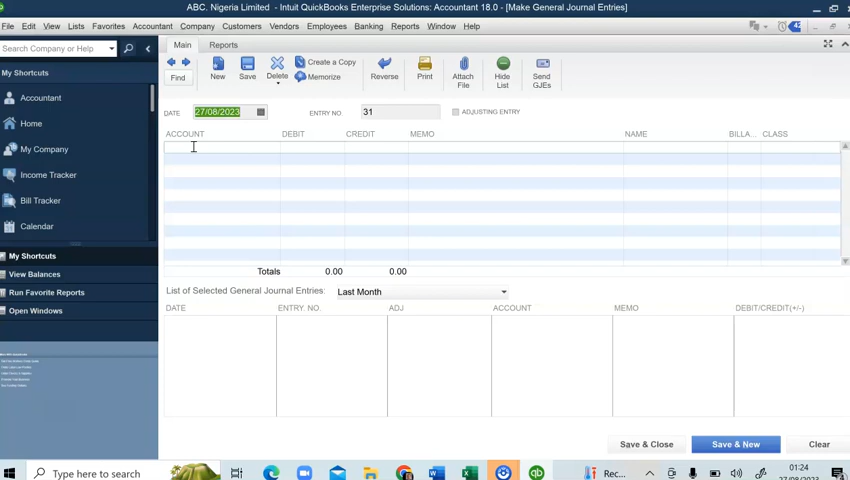 ABC. Nigeria Limited - Intuit QuickBooks Enterprise Solutions: Accountant 18.0 - [Make General Journal Entries]
File Edit View Lists Favorites Accountant Company Customers Vendors Employees Banking Reports Window Help
42
Search Company or Help
My Shortcuts
Accountant
Home
My Company
Income Tracker
Bill Tracker
Calendar
My Shortcuts
View Balances
Run Favorite Reports
Open Windows
Main Reports
Find
New
Save
Delete
Create a Copy
Memorize
Reverse
Print
Attach File
Hide List
Send GJEs
DATE 27/08/2023 ENTRY NO. 31 ADJUSTING ENTRY
ACCOUNT DEBIT CREDIT MEMO NAME BILLA... CLASS
Totals 0.00 0.00
List of Selected General Journal Entries: Last Month
DATE ENTRY. NO. ADJ ACCOUNT MEMO DEBIT/CREDIT(+/-)
Save & Close Save & New Clear
Type here to search
Rec...
01:24
27/08/2023